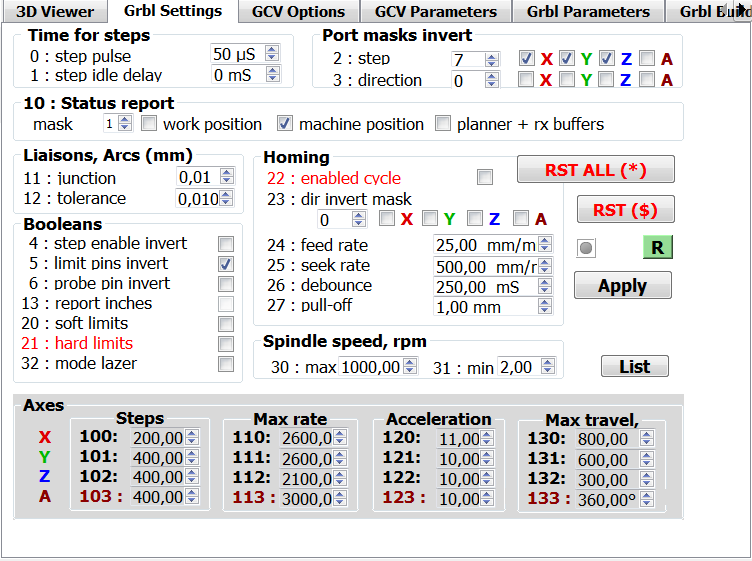 3D Viewer Grbl Settings GCV Options GCV Parameters Grbl Parameters Grbl Build
Time for steps
0 : step pulse 50 µS
1 : step idle delay 0 mS
Port masks invert
2 : step 7 X Y Z A
3 : direction 0 X Y Z A
10 : Status report
mask 1 work position machine position planner + rx buffers
Liaisons, Arcs (mm)
11 : junction 0,01
12 : tolerance 0,010
Booleans
4 : step enable invert
5 : limit pins invert
6 : probe pin invert
13 : report inches
20 : soft limits
21 : hard limits
32 : mode lazer
Homing
22 : enabled cycle
23 : dir invert mask
0 X Y Z A
24 : feed rate 25,00 mm/m
25 : seek rate 500,00 mm/r
26 : debounce 250,00 mS
27 : pull-off 1,00 mm
RST ALL (*)
RST ($)
R
Apply
Spindle speed, rpm
30 : max 1000,00 31 : min 2,00
List
Axes
Steps Max rate Acceleration Max travel,
X 100: 200,00 110: 2600,0 120: 11,00 130: 800,00
Y 101: 400,00 111: 2600,0 121: 10,00 131: 600,00
Z 102: 400,00 112: 2100,0 122: 10,00 132: 300,00
A 103 : 400,00 113 : 3000,0 123 : 10,00 133 : 360,00°